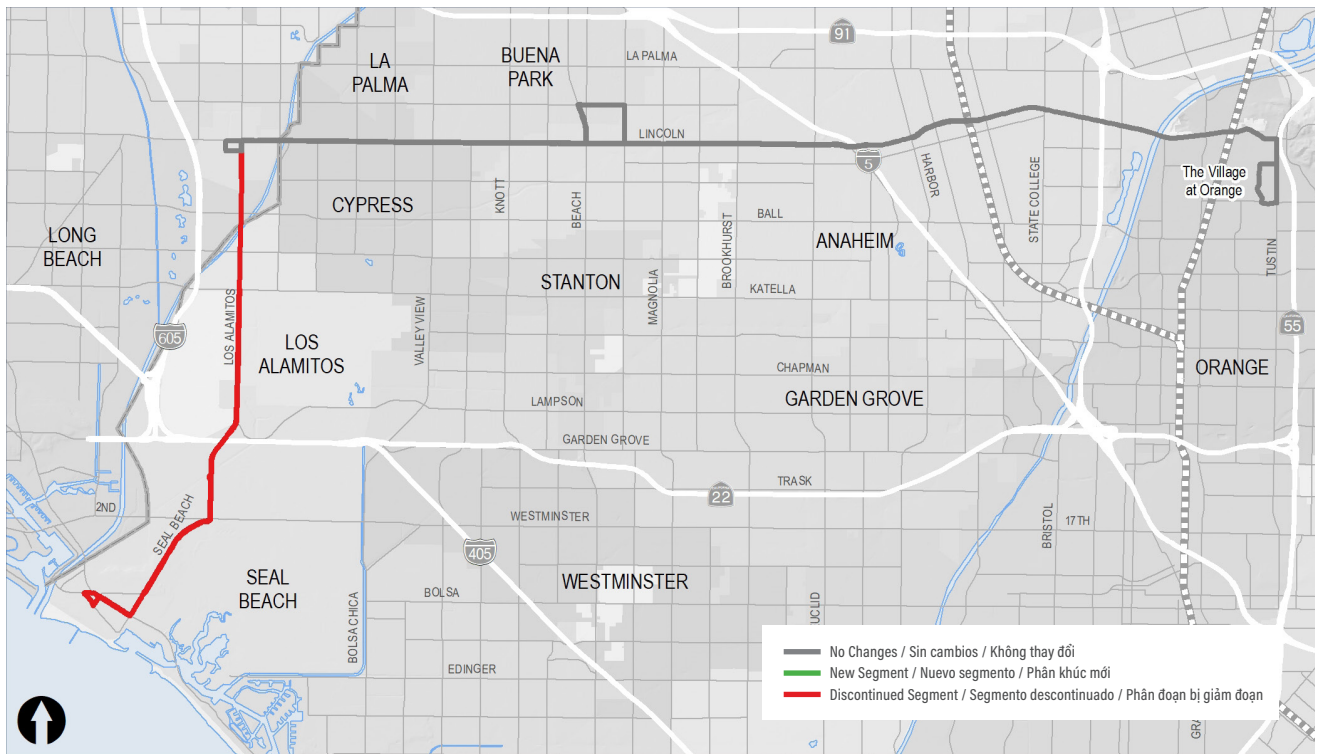 91
LA
PALMA
BUENA
PARK
LA PALMA
LINCOLN
5
HARBOR
STATE COLLEGE
The Village
at Orange
TUSTIN
CYPRESS
KNOTT
BEACH
BALL
BROOKHURST
ANAHEIM
LONG
BEACH
STANTON
MAGNOLIA
KATELLA
605
LOS ALAMITOS
LOS
ALAMITOS
VALLEY VIEW
55
ORANGE
CHAPMAN
LAMPSON
GARDEN GROVE
GARDEN GROVE
TRASK
22
2ND
SEAL BEACH
WESTMINSTER
BRISTOL
17TH
405
SEAL
BEACH
BOLSA
WESTMINSTER
BOLSA CHICA
EDINGER
UCLID
GRA
No Changes / Sin cambios / Không thay đổi
New Segment / Nuevo segmento / Phân khúc mới
Discontinued Segment / Segmento descontinuado / Phân đoạn bị giảm đoạn